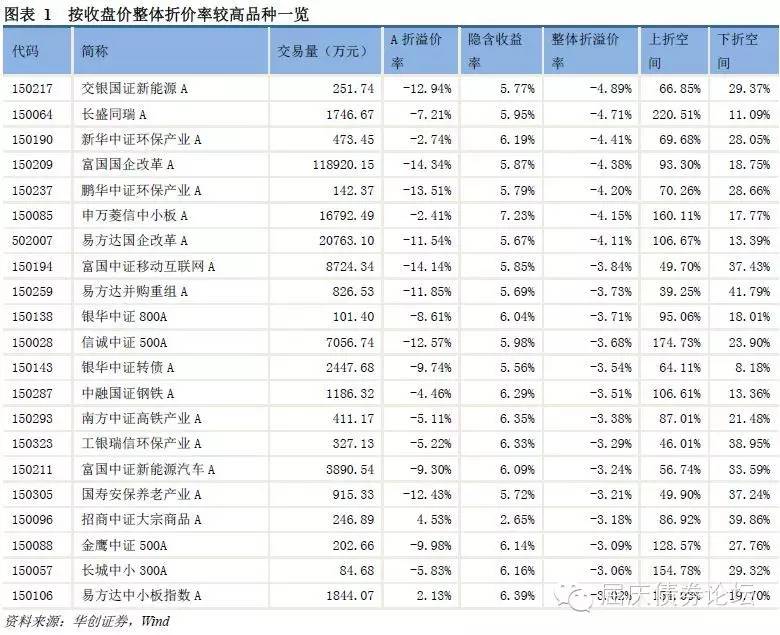 图表 1 按收盘价整体折价率较高品种一览
代码 简称 交易量（万元） A 折溢价率 隐含收益率 整体折溢价率 上折空间 下折空间
150217 交银国证新能源 A 251.74 -12.94% 5.77% -4.89% 66.85% 29.37%
150064 长盛同瑞 A 1746.67 -7.21% 5.95% -4.71% 220.51% 11.09%
150190 新华中证环保产业 A 473.45 -2.74% 6.19% -4.41% 69.68% 28.05%
150209 富国国企改革 A 118920.15 -14.34% 5.87% -4.38% 93.30% 18.75%
150237 鹏华中证环保产业 A 142.37 -13.51% 5.79% -4.20% 70.26% 28.66%
150085 申万菱信中小板 A 16792.49 -2.41% 7.23% -4.15% 160.11% 17.77%
502007 易方达国企改革 A 20763.10 -11.54% 5.67% -4.11% 106.67% 13.39%
150194 富国中证移动互联网 A 8724.34 -14.14% 5.85% -3.84% 49.70% 37.43%
150259 易方达并购重组 A 826.53 -11.85% 5.69% -3.73% 39.25% 41.79%
150138 银华中证 800A 101.40 -8.61% 6.04% -3.71% 95.06% 18.01%
150028 信诚中证 500A 7056.74 -12.57% 5.98% -3.68% 174.73% 23.90%
150143 银华中证转债 A 2447.68 -9.74% 5.56% -3.54% 64.11% 8.18%
150287 中融国证钢铁 A 1186.32 -4.46% 6.29% -3.51% 106.61% 13.36%
150293 南方中证高铁产业 A 411.17 -5.11% 6.35% -3.38% 87.01% 21.48%
150323 工银瑞信环保产业 A 327.13 -5.22% 6.33% -3.29% 46.01% 38.95%
150211 富国中证新能源汽车 A 3890.54 -9.30% 6.09% -3.24% 56.74% 33.59%
150305 国寿安保养老产业 A 915.33 -12.43% 5.72% -3.21% 49.90% 37.24%
150096 招商中证大宗商品 A 246.89 4.53% 2.65% -3.18% 86.92% 39.86%
150088 金鹰中证 500A 202.66 -9.98% 6.14% -3.09% 128.57% 27.76%
150057 长城中小 300A 84.68 -5.83% 6.16% -3.06% 154.78% 29.32%
150106 易方达中小板指数 A 1844.07 2.13% 6.39% -3.02% 19.70%
屈庆债券论坛
资料来源：华创证券，Wind